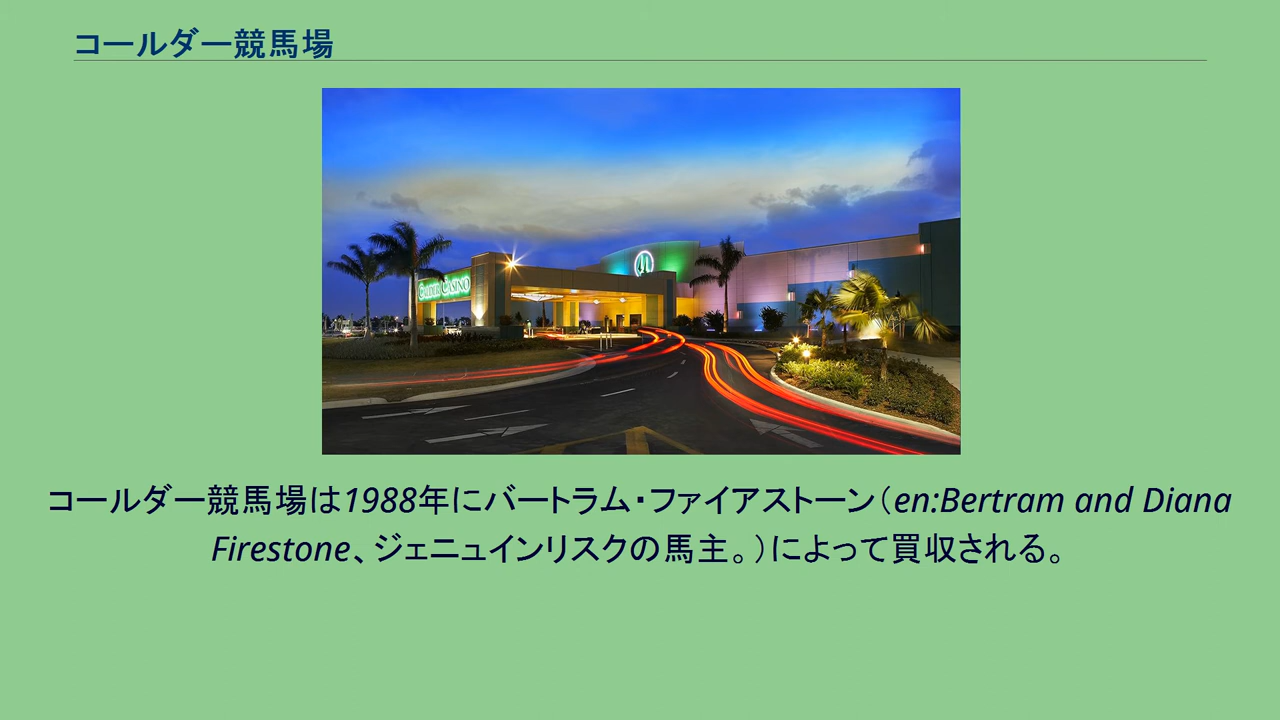 コールダー競馬場
CALDER CASINO
コールダー競馬場は1988年にバートラム・ファイアストーン（en:Bertram and Diana
Firestone、ジェニュインリスクの馬主。）によって買収される。